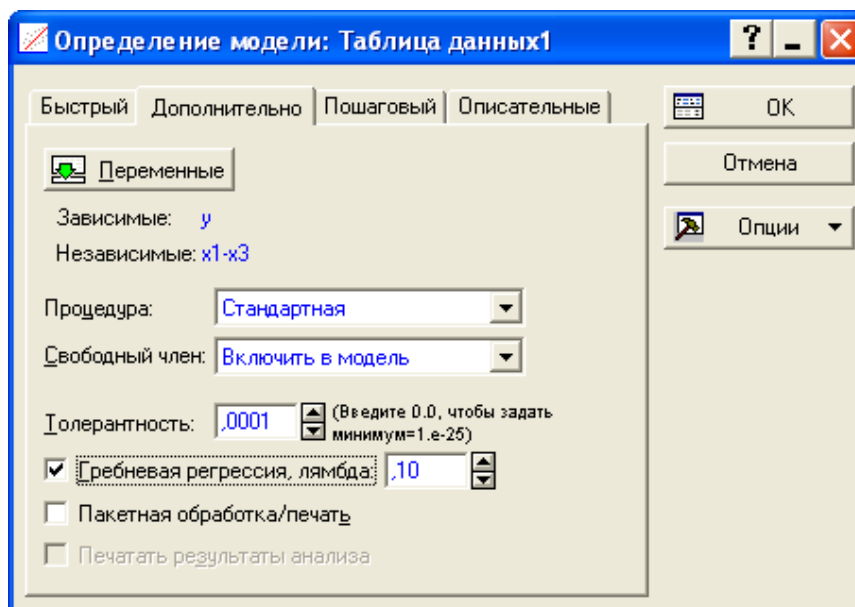 Определение модели: Таблица данных1
Быстрый Дополнительно Пошаговый Описательные
OK
Переменные
Отмена
Зависимые: y
Опции
Независимые: x1-x3
Процедура: Стандартная
Свободный член: Включить в модель
Толерантность: ,0001 (Введите 0.0, чтобы задать
минимум=1.e-25)
Гребневая регрессия, лямбда: ,10
Пакетная обработка/печать
Печатать результаты анализа